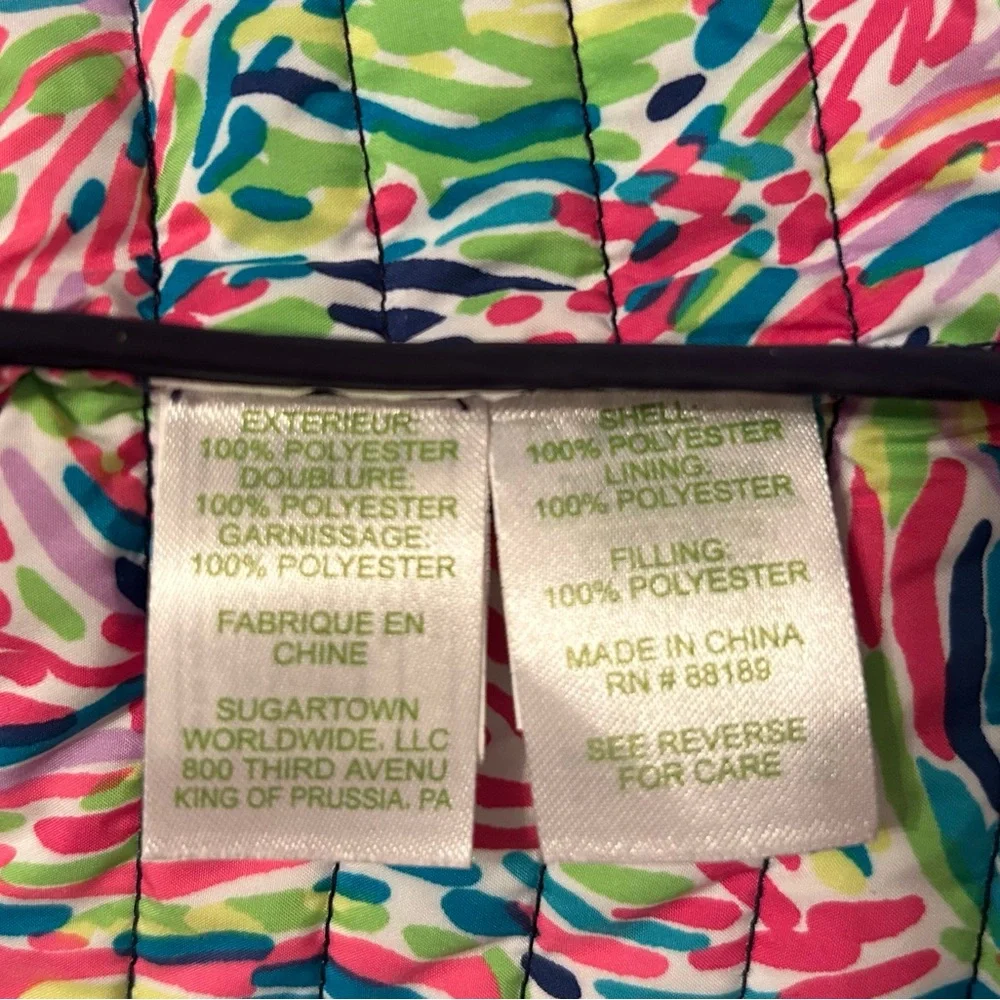 EXTERIEUR:
100% POLYESTER
DOUBLURE:
100% POLYESTER
GARNISSAGE:
100% POLYESTER
FABRIQUE EN
CHINE
SUGARTOWN
WORLDWIDE, LLC
800 THIRD AVENU
KING OF PRUSSIA, PA
SHELL:
100% POLYESTER
LINING:
100% POLYESTER
FILLING:
100% POLYESTER
MADE IN CHINA
RN # 88189
SEE REVERSE
FOR CARE